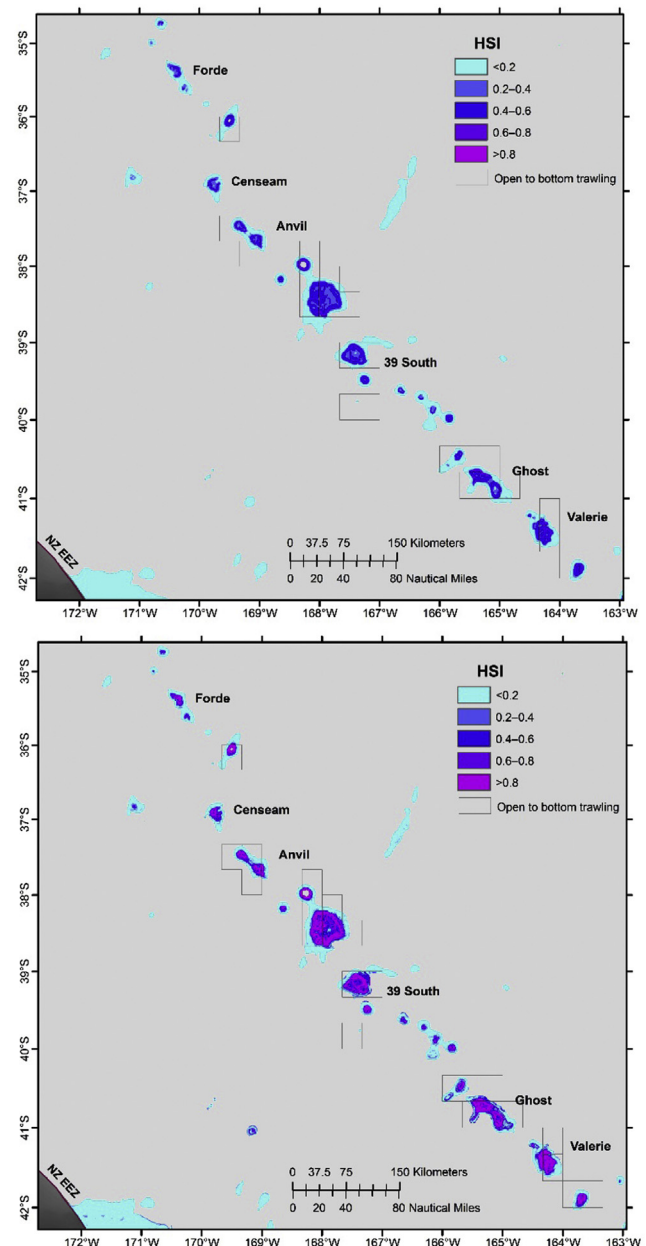 HSI
35°S
<0.2
Forde
0.2–0.4
0.4–0.6
36°S
0.6–0.8
>0.8
Censeam
Open to bottom trawling
37°S
Anvil
38°S
39°S
39 South
40°S
Ghost
41°S
Valerie
NZ EEZ
0 37.5 75 150 Kilometers
0 20 40 80 Nautical Miles
42°S
172°W 171°W 170°W 169°W 168°W 167°W 166°W 165°W 164°W 163°W
HSI
35°S
<0.2
Forde
0.2–0.4
0.4–0.6
36°S
0.6–0.8
>0.8
Censeam
Open to bottom trawling
37°S
Anvil
38°S
39°S
39 South
40°S
Ghost
41°S
Valerie
NZ EEZ
0 37.5 75 150 Kilometers
0 20 40 80 Nautical Miles
42°S
172°W 171°W 170°W 169°W 168°W 167°W 166°W 165°W 164°W 163°W